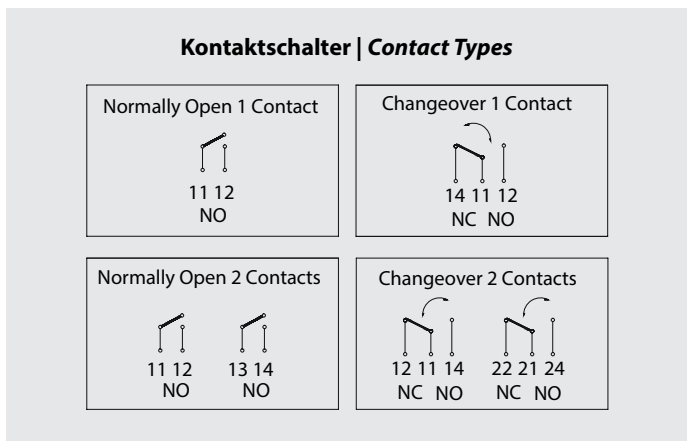 Kontaktschalter | Contact Types
Normally Open 1 Contact
11 12
NO
Changeover 1 Contact
14 11 12
NC NO
Normally Open 2 Contacts
11 12 13 14
NO NO
Changeover 2 Contacts
12 11 14 22 21 24
NC NO NC NO